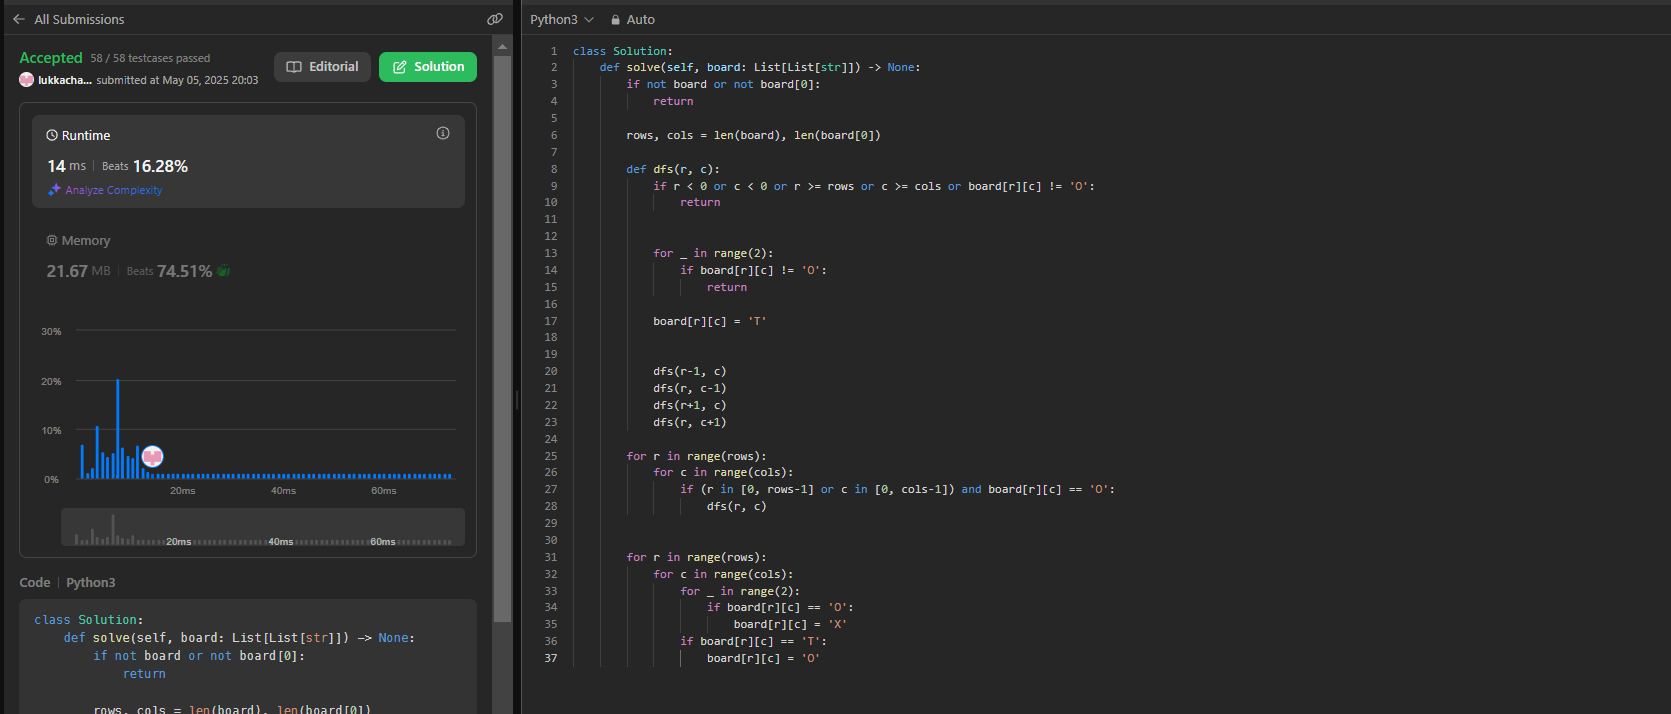 All Submissions
Accepted 58 / 58 testcases passed
lukkacha... submitted at May 05, 2025 20:03
Editorial
Solution
Runtime
14 ms | Beats 16.28%
Analyze Complexity
Memory
21.67 MB | Beats 74.51%
30%
20%
10%
0%
20ms 40ms 60ms
20ms 40ms 60ms
Code | Python3
class Solution:
    def solve(self, board: List[List[str]]) -> None:
        if not board or not board[0]:
            return
        rows, cols = len(board), len(board[0])
Python3 Auto
1 class Solution:
2     def solve(self, board: List[List[str]]) -> None:
3         if not board or not board[0]:
4             return
5
6         rows, cols = len(board), len(board[0])
7
8         def dfs(r, c):
9             if r < 0 or c < 0 or r >= rows or c >= cols or board[r][c] != 'O':
10                 return
11
12
13             for _ in range(2):
14                 if board[r][c] != 'O':
15                     return
16
17             board[r][c] = 'T'
18
19
20             dfs(r-1, c)
21             dfs(r, c-1)
22             dfs(r+1, c)
23             dfs(r, c+1)
24
25         for r in range(rows):
26             for c in range(cols):
27                 if (r in [0, rows-1] or c in [0, cols-1]) and board[r][c] == 'O':
28                     dfs(r, c)
29
30
31         for r in range(rows):
32             for c in range(cols):
33                 for _ in range(2):
34                     if board[r][c] == 'O':
35                         board[r][c] = 'X'
36                 if board[r][c] == 'T':
37                     board[r][c] = 'O'